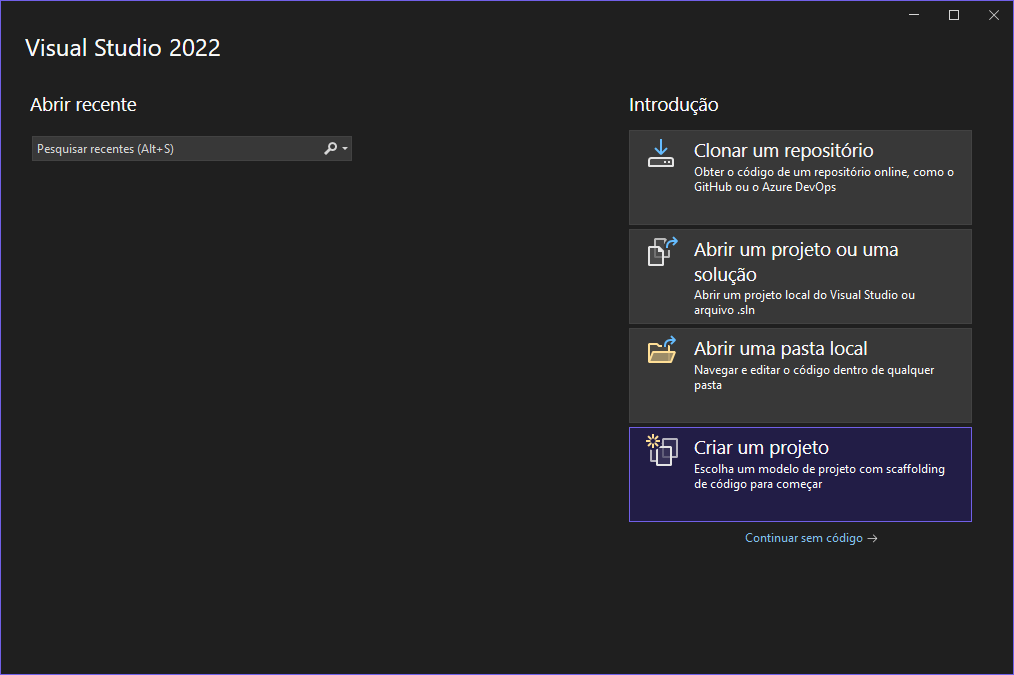 Visual Studio 2022
Abrir recente
Pesquisar recentes (Alt+S)
Introdução
Clonar um repositório
Obter o código de um repositório online, como o
GitHub ou o Azure DevOps
Abrir um projeto ou uma
solução
Abrir um projeto local do Visual Studio ou
arquivo .sln
Abrir uma pasta local
Navegar e editar o código dentro de qualquer
pasta
Criar um projeto
Escolha um modelo de projeto com scaffolding
de código para começar
Continuar sem código →